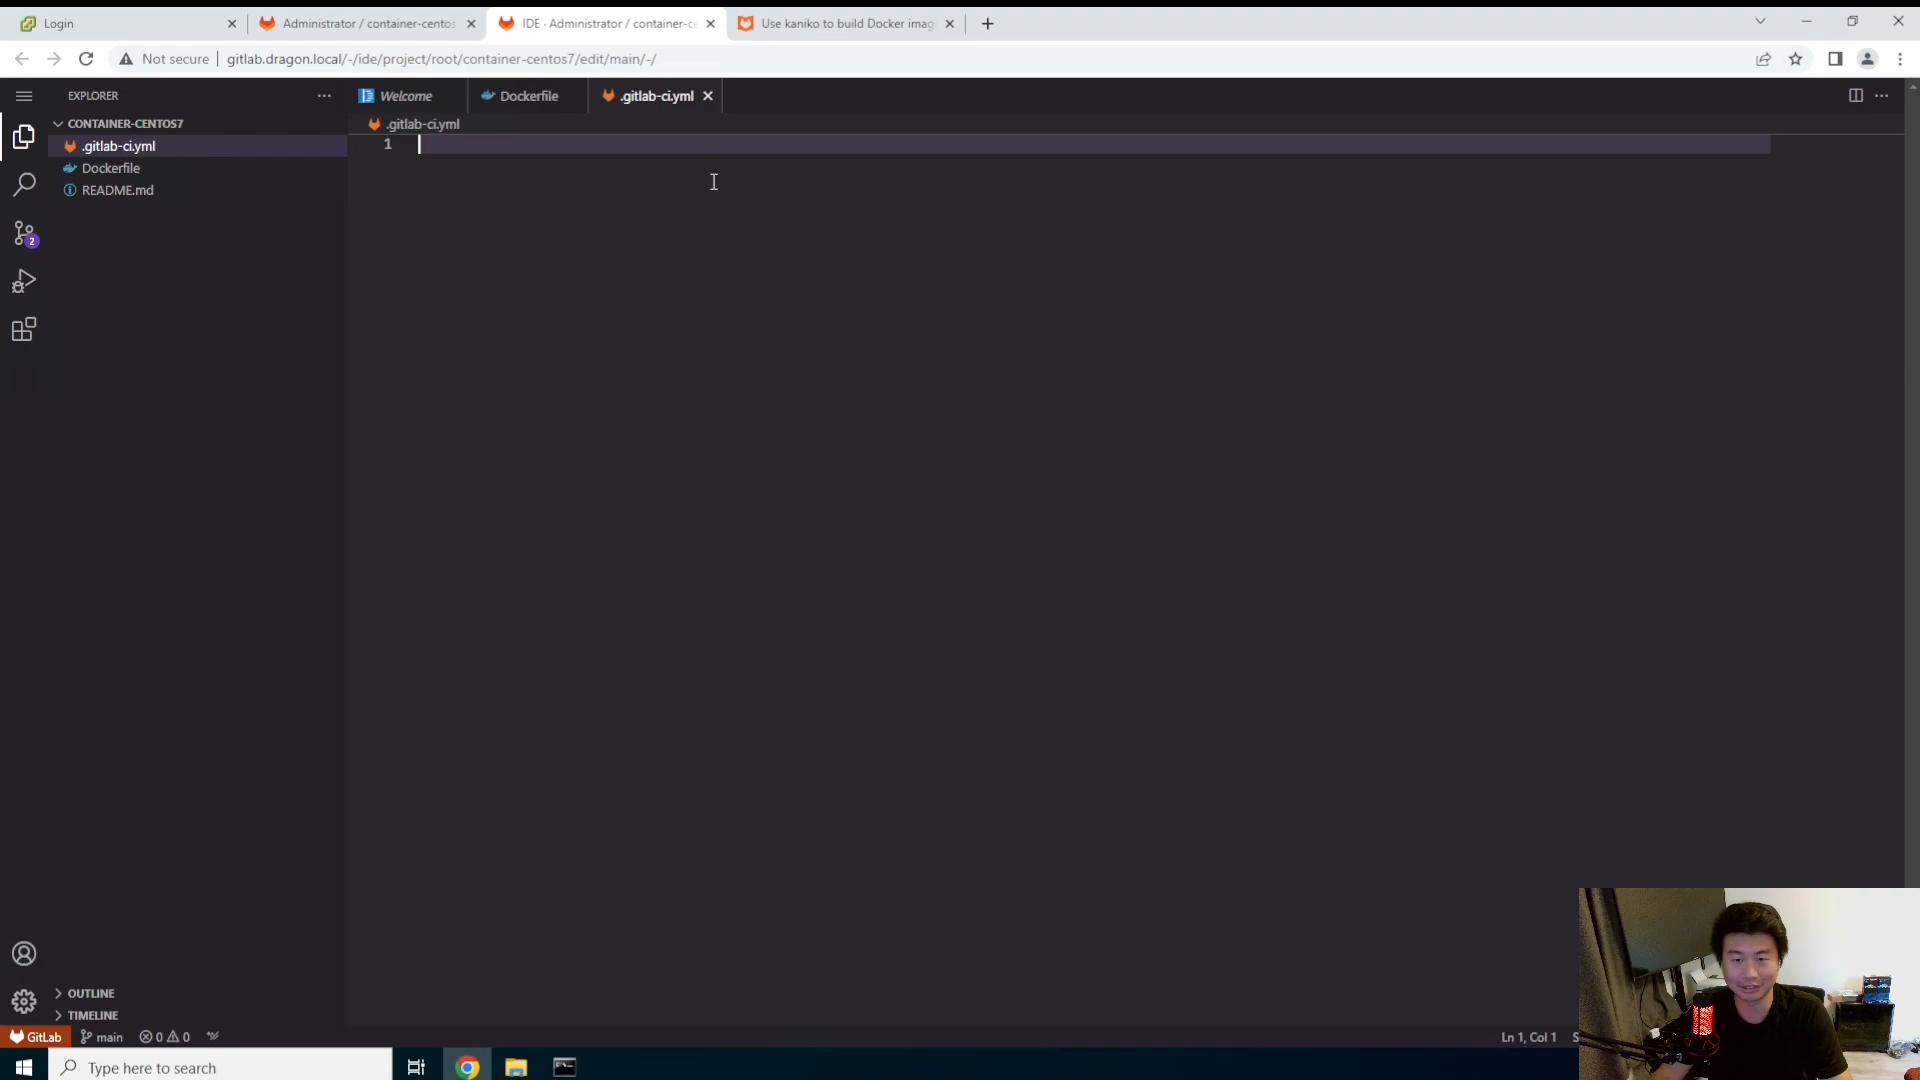 Login
Administrator / container-centos
IDE · Administrator / container-ce
Use kaniko to build Docker imag
Not secure
gitlab.dragon.local/-/ide/project/root/container-centos7/edit/main/-/
EXPLORER
Welcome
Dockerfile
.gitlab-ci.yml
CONTAINER-CENTOS7
.gitlab-ci.yml
.gitlab-ci.yml
1
Dockerfile
README.md
2
OUTLINE
TIMELINE
GitLab
main
0
0
Ln 1, Col 1
S
Type here to search